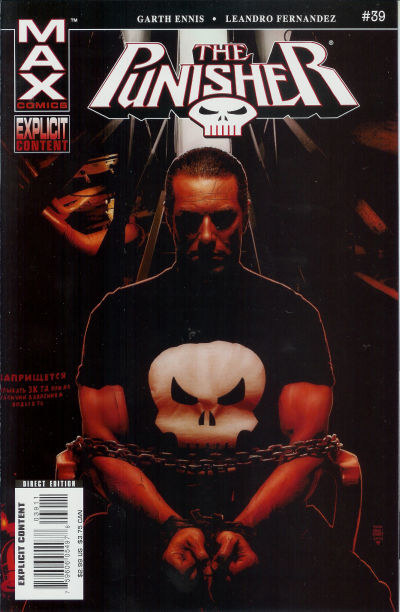 MAX
COMICS
EXPLICIT
CONTENT
GARTH ENNIS • LEANDRO FERNANDEZ
#39
THE
PUNISHER
DIRECT EDITION
EXPLICIT CONTENT
03911
$2.99 US $3.75 CAN